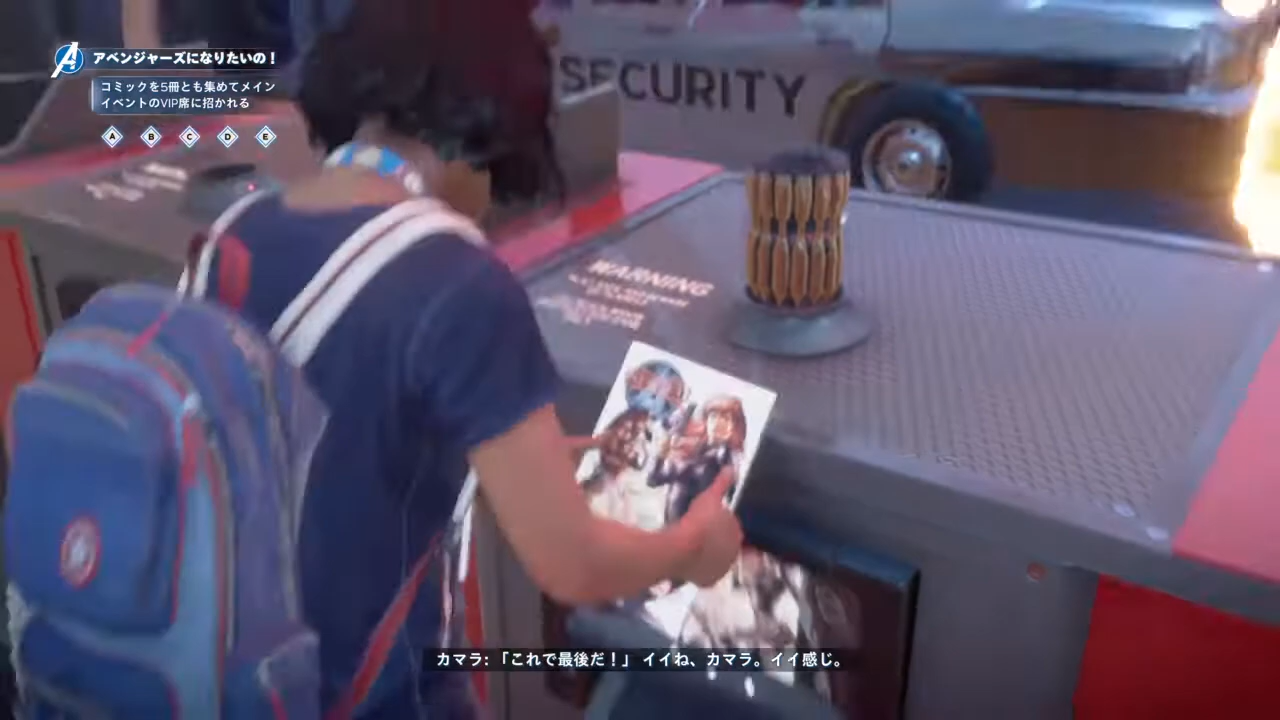 アベンジャーズになりたいの！
コミックを5冊とも集めてメイン
イベントのVIP席に招かれる
A B C D E
SECURITY
WARNING
カマラ:「これで最後だ！」 イイね、カマラ。イイ感じ。